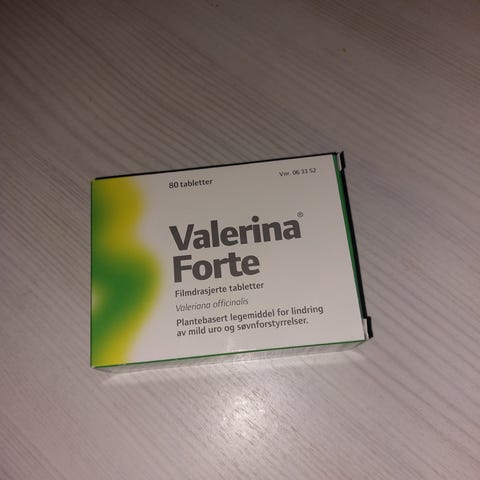 80 tabletter
Vnr. 06 33 52
Valerina®
Forte
Filmdrasjerte tabletter
Valeriana officinalis
Plantebasert legemiddel for lindring
av mild uro og søvnforstyrrelser.